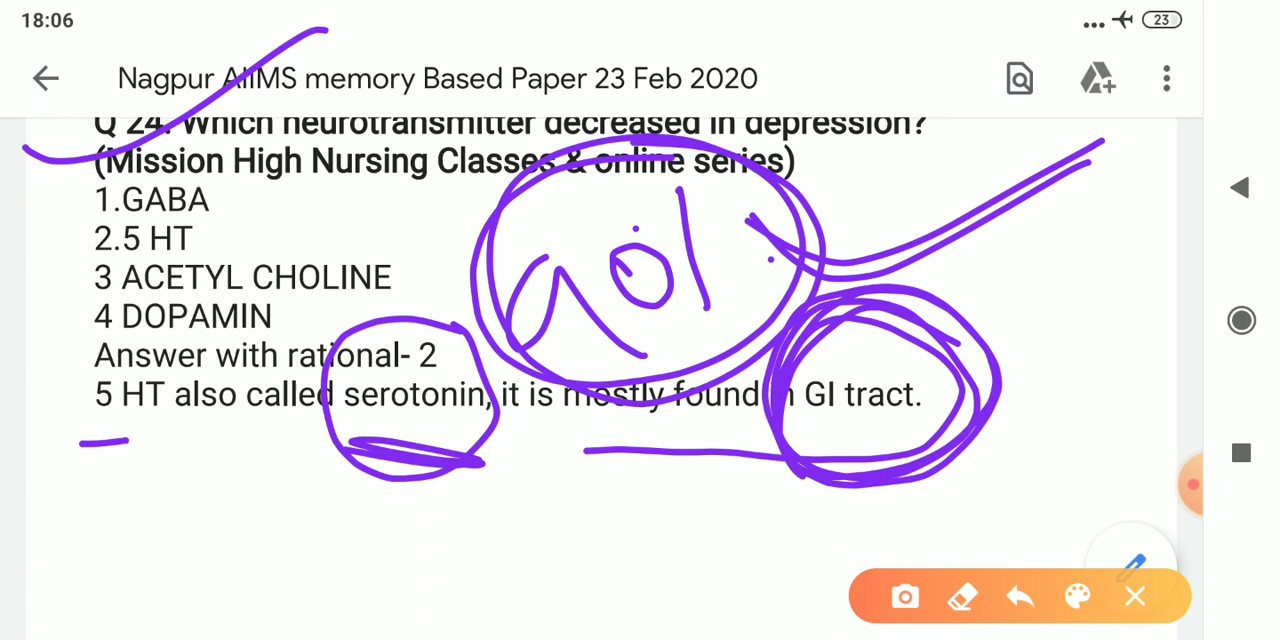 18:06
23
Nagpur AIIMS memory Based Paper 23 Feb 2020
Q 24. Which neurotransmitter decreased in depression?
(Mission High Nursing Classes & online series)
1.GABA
2.5 HT
3 ACETYL CHOLINE
4 DOPAMIN
Answer with rational- 2
5 HT also called serotonin, it is mostly found in GI tract.